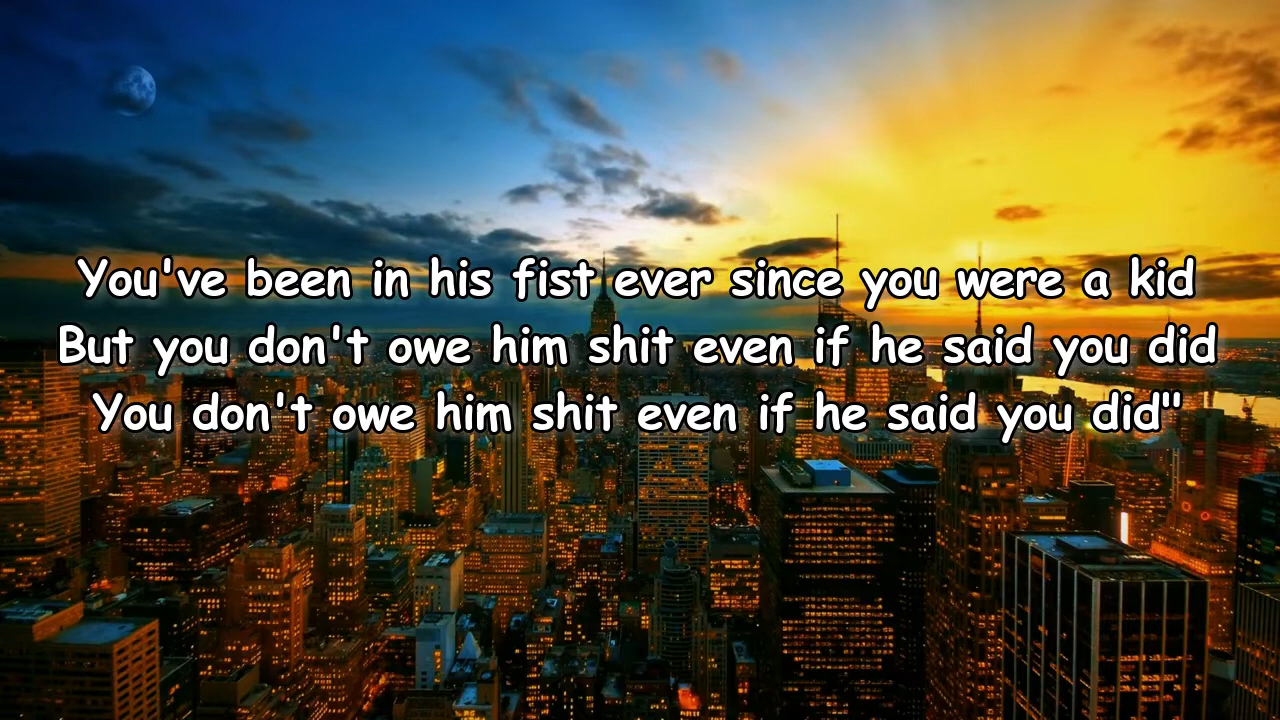 You've been in his fist ever since you were a kid
But you don't owe him shit even if he said you did
You don't owe him shit even if he said you did"